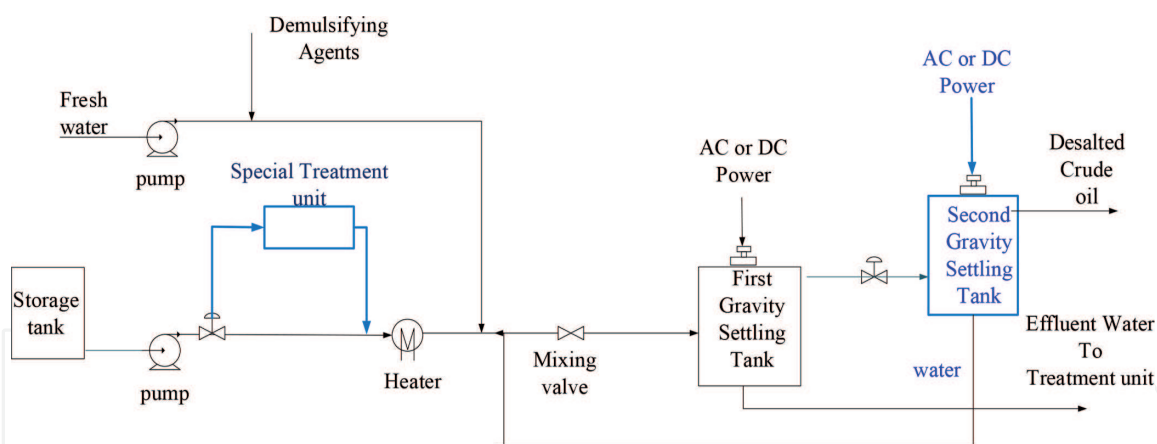 Demulsifying
Agents
AC or DC
Power
Fresh
water
pump
AC or DC
Power
Desalted
Crude
oil
Special Treatment
unit
Second
Gravity
Settling
Tank
First
Gravity
Settling
Tank
Storage
tank
pump
Heater
Mixing
valve
water
Effluent Water
To
Treatment unit